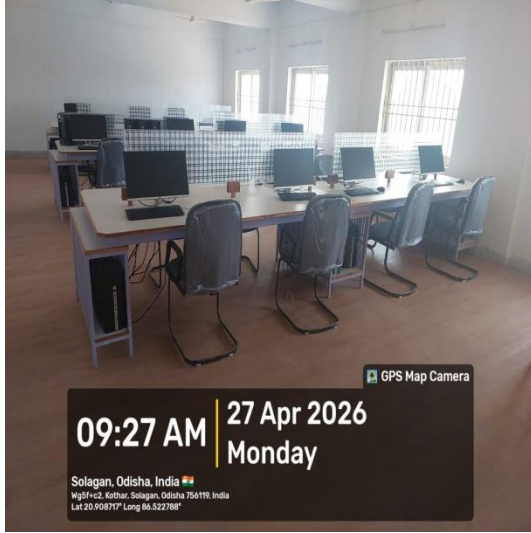 GPS Map Camera
09:27 AM
27 Apr 2026
Monday
Solagan, Odisha, India
Wg5f+c2, Kothar, Solagan, Odisha 756119, India
Lat 20.908717° Long 86.522788°